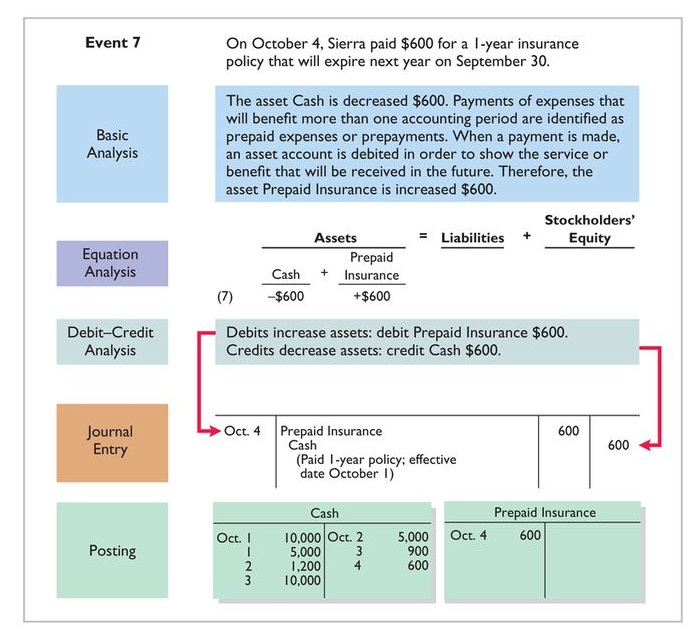 Event 7
On October 4, Sierra paid $600 for a 1-year insurance
policy that will expire next year on September 30.
Basic
Analysis
The asset Cash is decreased $600. Payments of expenses that
will benefit more than one accounting period are identified as
prepaid expenses or prepayments. When a payment is made,
an asset account is debited in order to show the service or
benefit that will be received in the future. Therefore, the
asset Prepaid Insurance is increased $600.
Equation
Analysis
Assets = Liabilities + Stockholders'
Equity
Cash + Prepaid
Insurance
(7) –$600 +$600
Debit–Credit
Analysis
Debits increase assets: debit Prepaid Insurance $600.
Credits decrease assets: credit Cash $600.
Journal
Entry
Oct. 4 Prepaid Insurance 600
Cash 600
(Paid 1-year policy; effective
date October 1)
Posting
Cash
Oct. 1 10,000 Oct. 2 5,000
1 5,000 3 900
2 1,200 4 600
3 10,000
Prepaid Insurance
Oct. 4 600